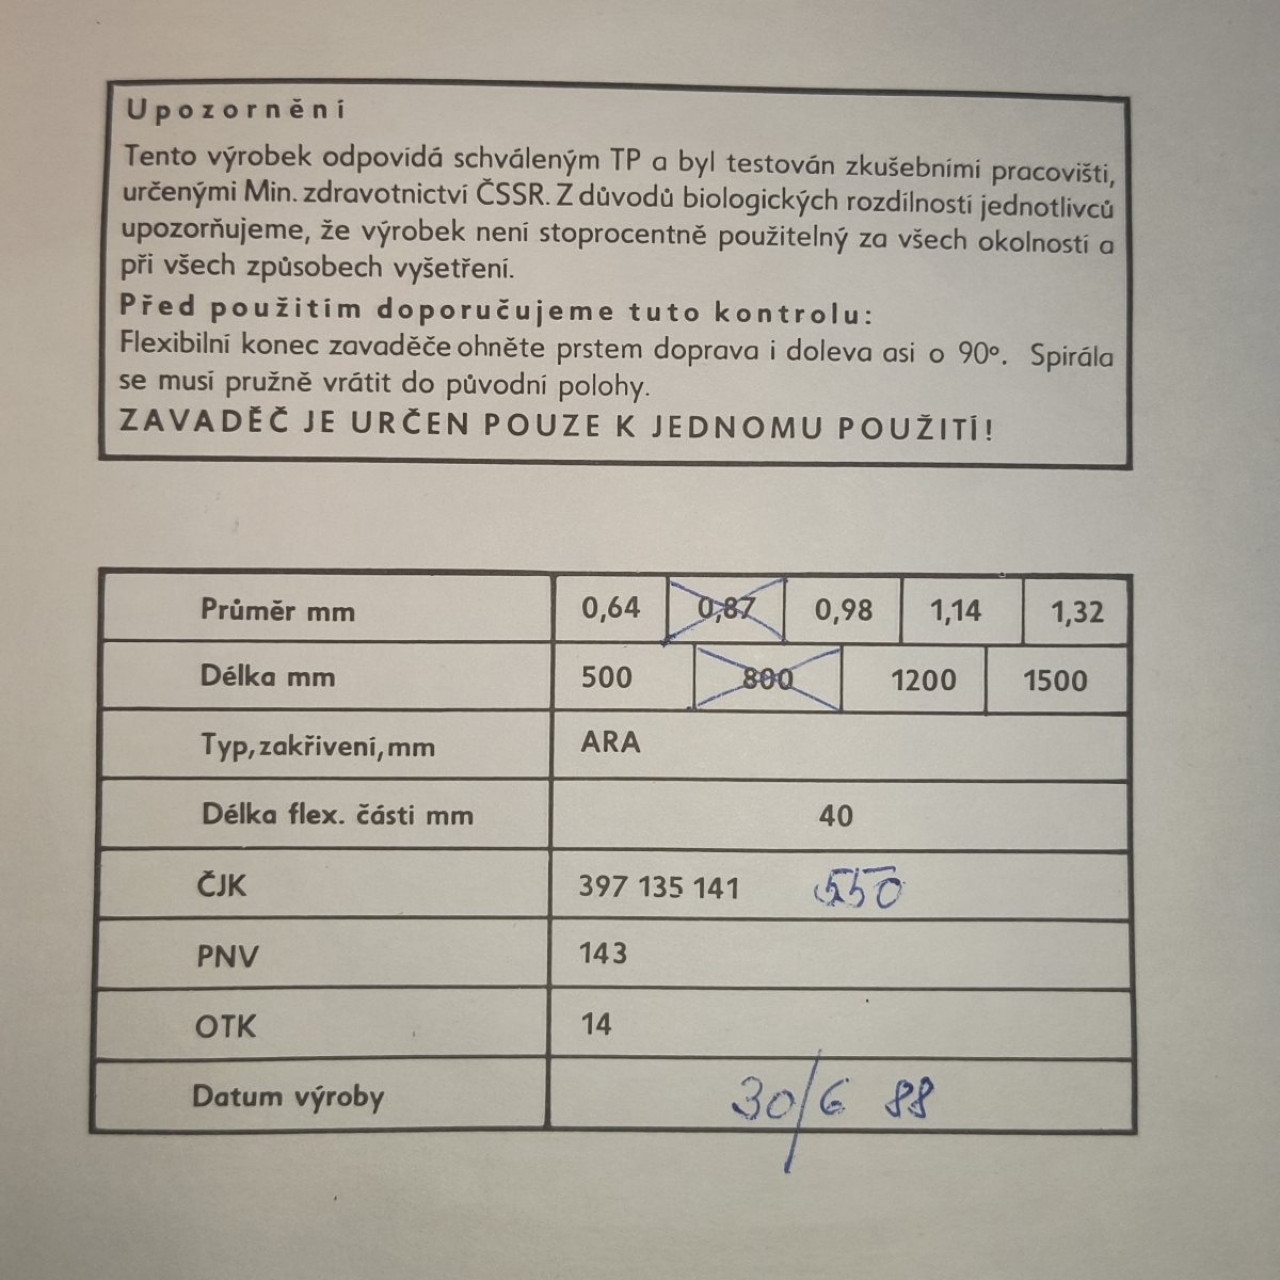 Upozornění
Tento výrobek odpovídá schváleným TP a byl testován zkušebními pracovišti,
určenými Min. zdravotnictví ČSSR. Z důvodů biologických rozdílností jednotlivců
upozorňujeme, že výrobek není stoprocentně použitelný za všech okolností a
při všech způsobech vyšetření.
Před použitím doporučujeme tuto kontrolu:
Flexibilní konec zavaděče ohněte prstem doprava i doleva asi o 90°. Spirála
se musí pružně vrátit do původní polohy.
ZAVADĚČ JE URČEN POUZE K JEDNOMU POUŽITÍ!
Průměr mm 0,64 0,87 0,98 1,14 1,32
Délka mm 500 800 1200 1500
Typ, zakřivení, mm ARA
Délka flex. části mm 40
ČJK 397 135 141 550
PNV 143
OTK 14
Datum výroby 30/6 88